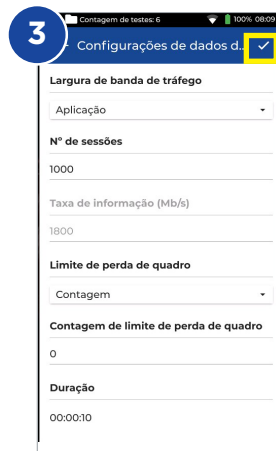 3
Contagem de testes: 6 100% 08:09
Configurações de dados d..
Largura de banda de tráfego
Aplicação
Nº de sessões
1000
Taxa de informação (Mb/s)
1800
Limite de perda de quadro
Contagem
Contagem de limite de perda de quadro
0
Duração
00:00:10